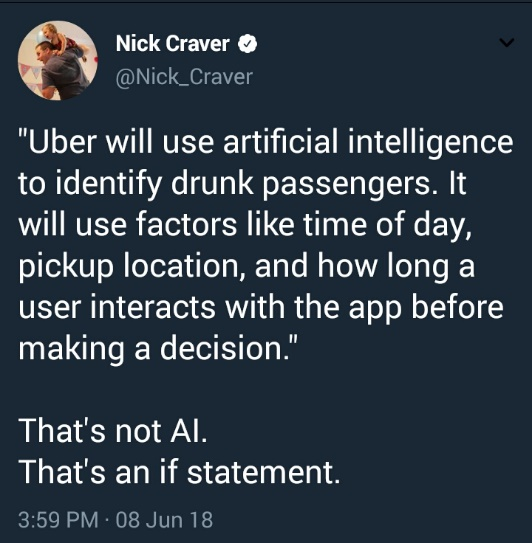 Nick Craver
@Nick_Craver
"Uber will use artificial intelligence
to identify drunk passengers. It
will use factors like time of day,
pickup location, and how long a
user interacts with the app before
making a decision."
That's not AI.
That's an if statement.
3:59 PM · 08 Jun 18